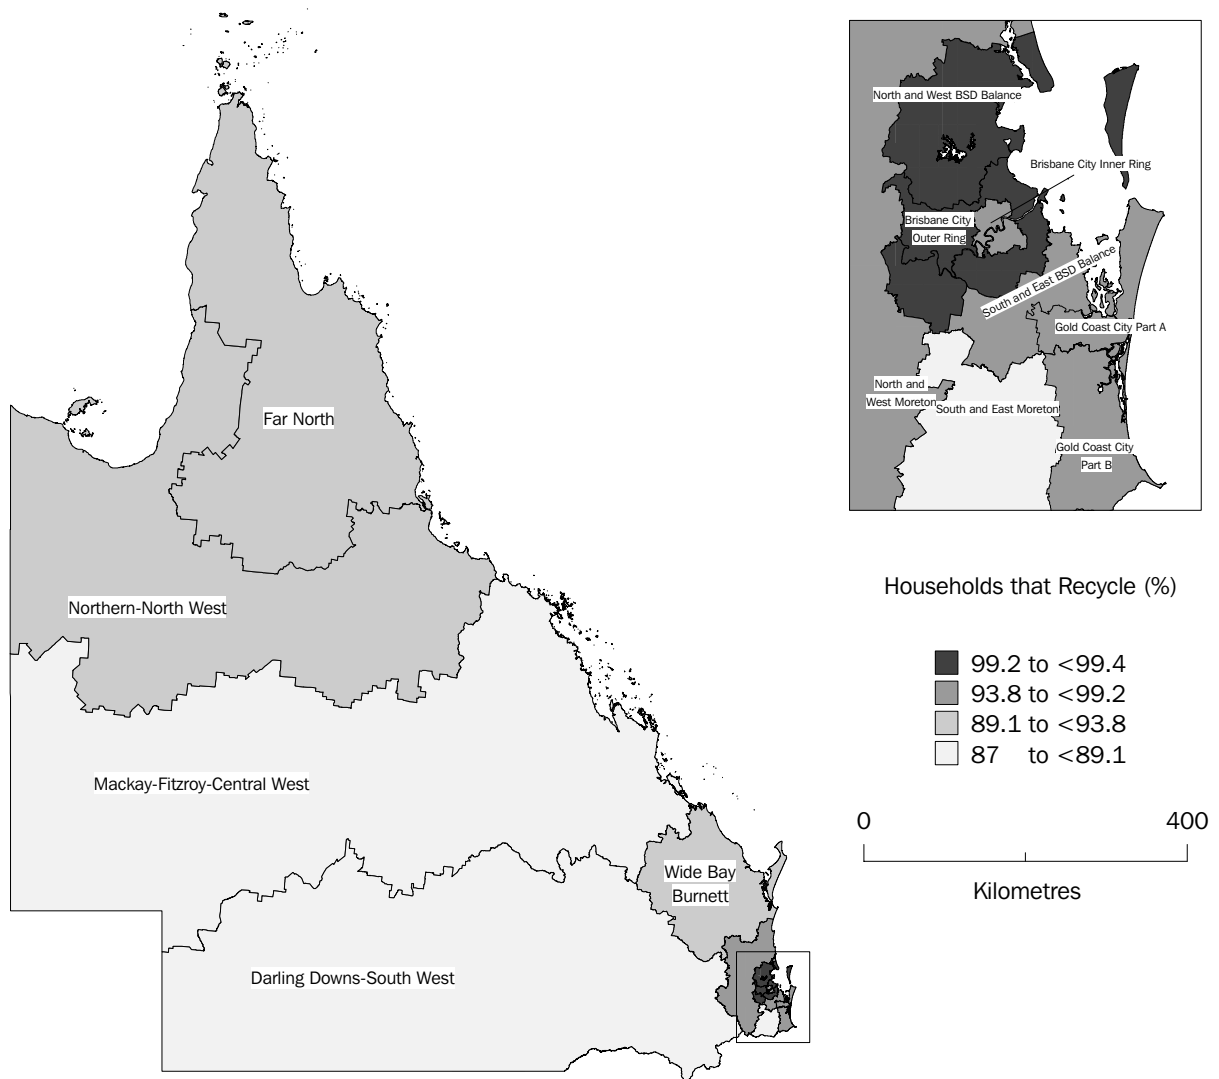 North and West BSD Balance
Brisbane City Inner Ring
Brisbane City
Outer Ring
South and East BSD Balance
Gold Coast City Part A
North and
West Moreton
South and East Moreton
Gold Coast City
Part B
Far North
Northern-North West
Mackay-Fitzroy-Central West
Wide Bay
Burnett
Darling Downs-South West
Households that Recycle (%)
99.2 to <99.4
93.8 to <99.2
89.1 to <93.8
87 to <89.1
0 400
Kilometres